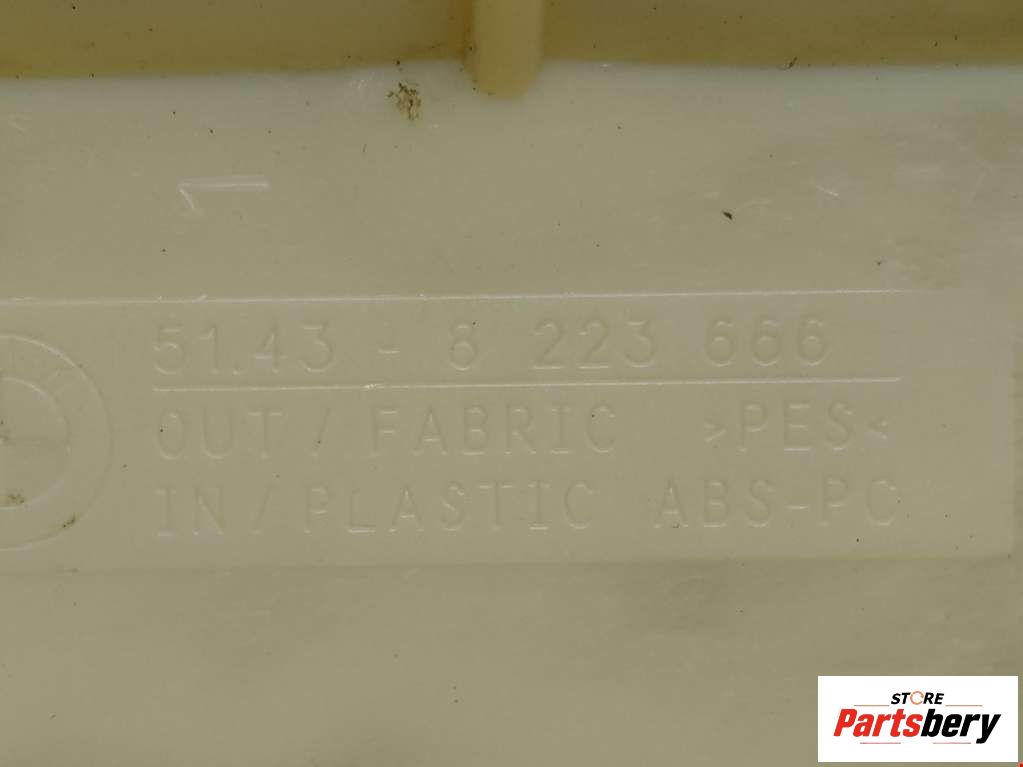 51.43 - 8 223 666
OUT / FABRIC >PES<
IN / PLASTIC ABS-PC
STORE
Partsbery